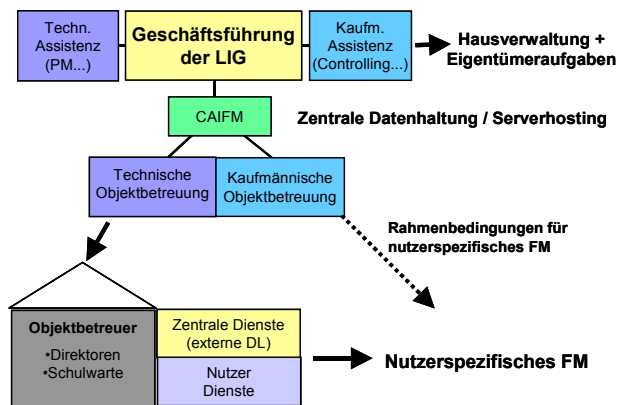 Techn.
Assistenz
(PM...)
Geschäftsführung
der LIG
Kaufm.
Assistenz
(Controlling...)
Hausverwaltung +
Eigentümeraufgaben
CAIFM
Zentrale Datenhaltung / Serverhosting
Technische
Objektbetreuung
Kaufmännische
Objektbetreuung
Rahmenbedingungen für
nutzerspezifisches FM
Objektbetreuer
•Direktoren
•Schulwarte
Zentrale Dienste
(externe DL)
Nutzer
Dienste
Nutzerspezifisches FM